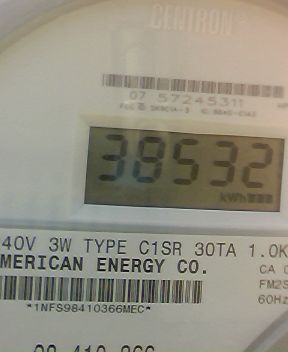 CENTRON®
07 57245311
38532
kWh
40V 3W TYPE C1SR 30TA 1.0K
MERICAN ENERGY CO.
CA 0
FM2S
60Hz
*1NFS98410366MEC*